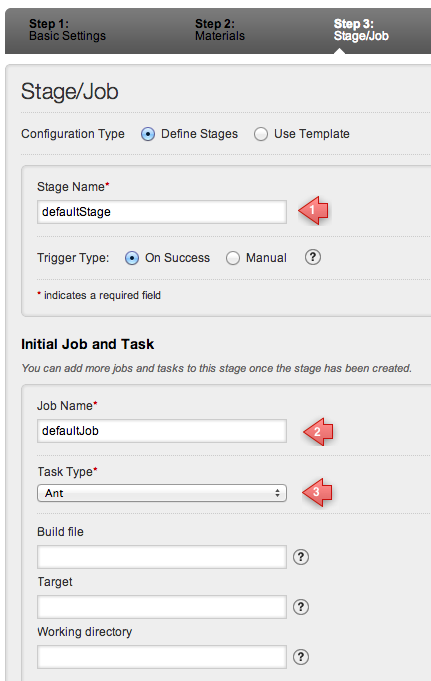 Step 1: Step 2: Step 3:
Basic Settings Materials Stage/Job
Stage/Job
Configuration Type Define Stages Use Template
Stage Name*
defaultStage 1
Trigger Type: On Success Manual ?
* indicates a required field
Initial Job and Task
You can add more jobs and tasks to this stage once the stage has been created.
Job Name*
defaultJob 2
Task Type*
Ant 3
Build file
?
Target
?
Working directory
?